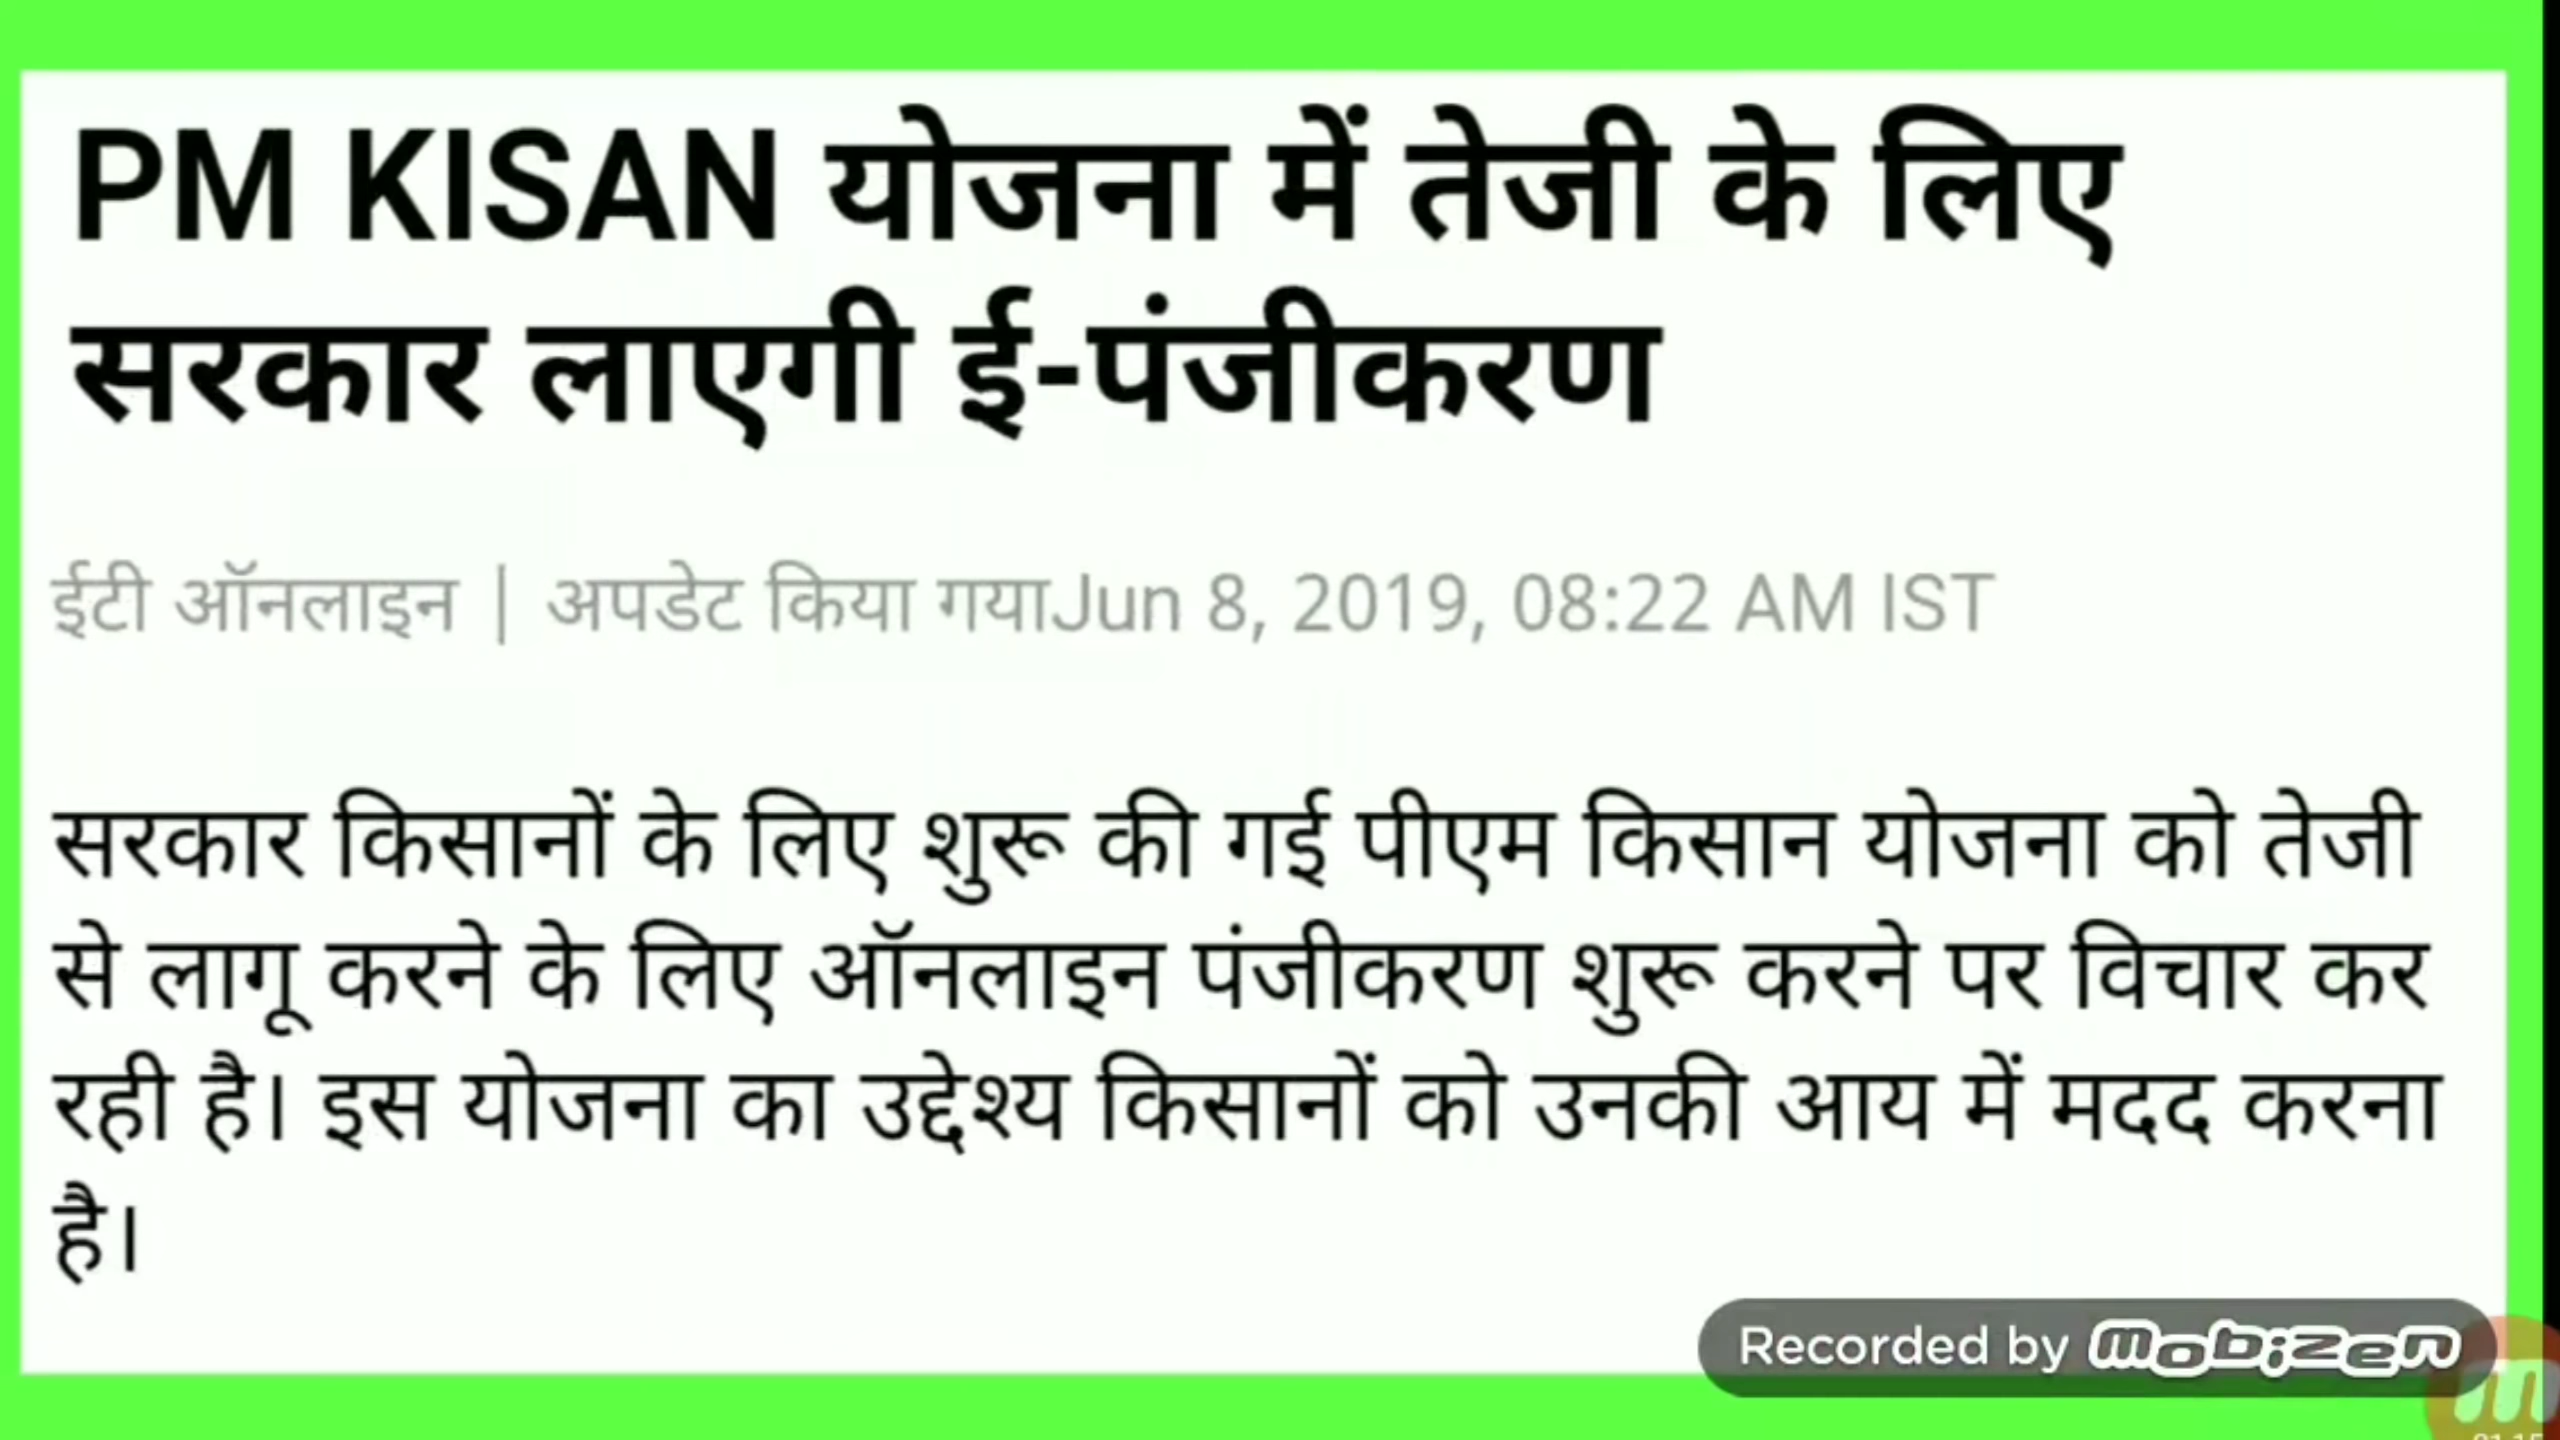 PM KISAN योजना में तेजी के लिए
सरकार लाएगी ई-पंजीकरण
ईटी ऑनलाइन | अपडेट किया गयाJun 8, 2019, 08:22 AM IST
सरकार किसानों के लिए शुरू की गई पीएम किसान योजना को तेजी
से लागू करने के लिए ऑनलाइन पंजीकरण शुरू करने पर विचार कर
रही है। इस योजना का उद्देश्य किसानों को उनकी आय में मदद करना
है।
Recorded by mobizen